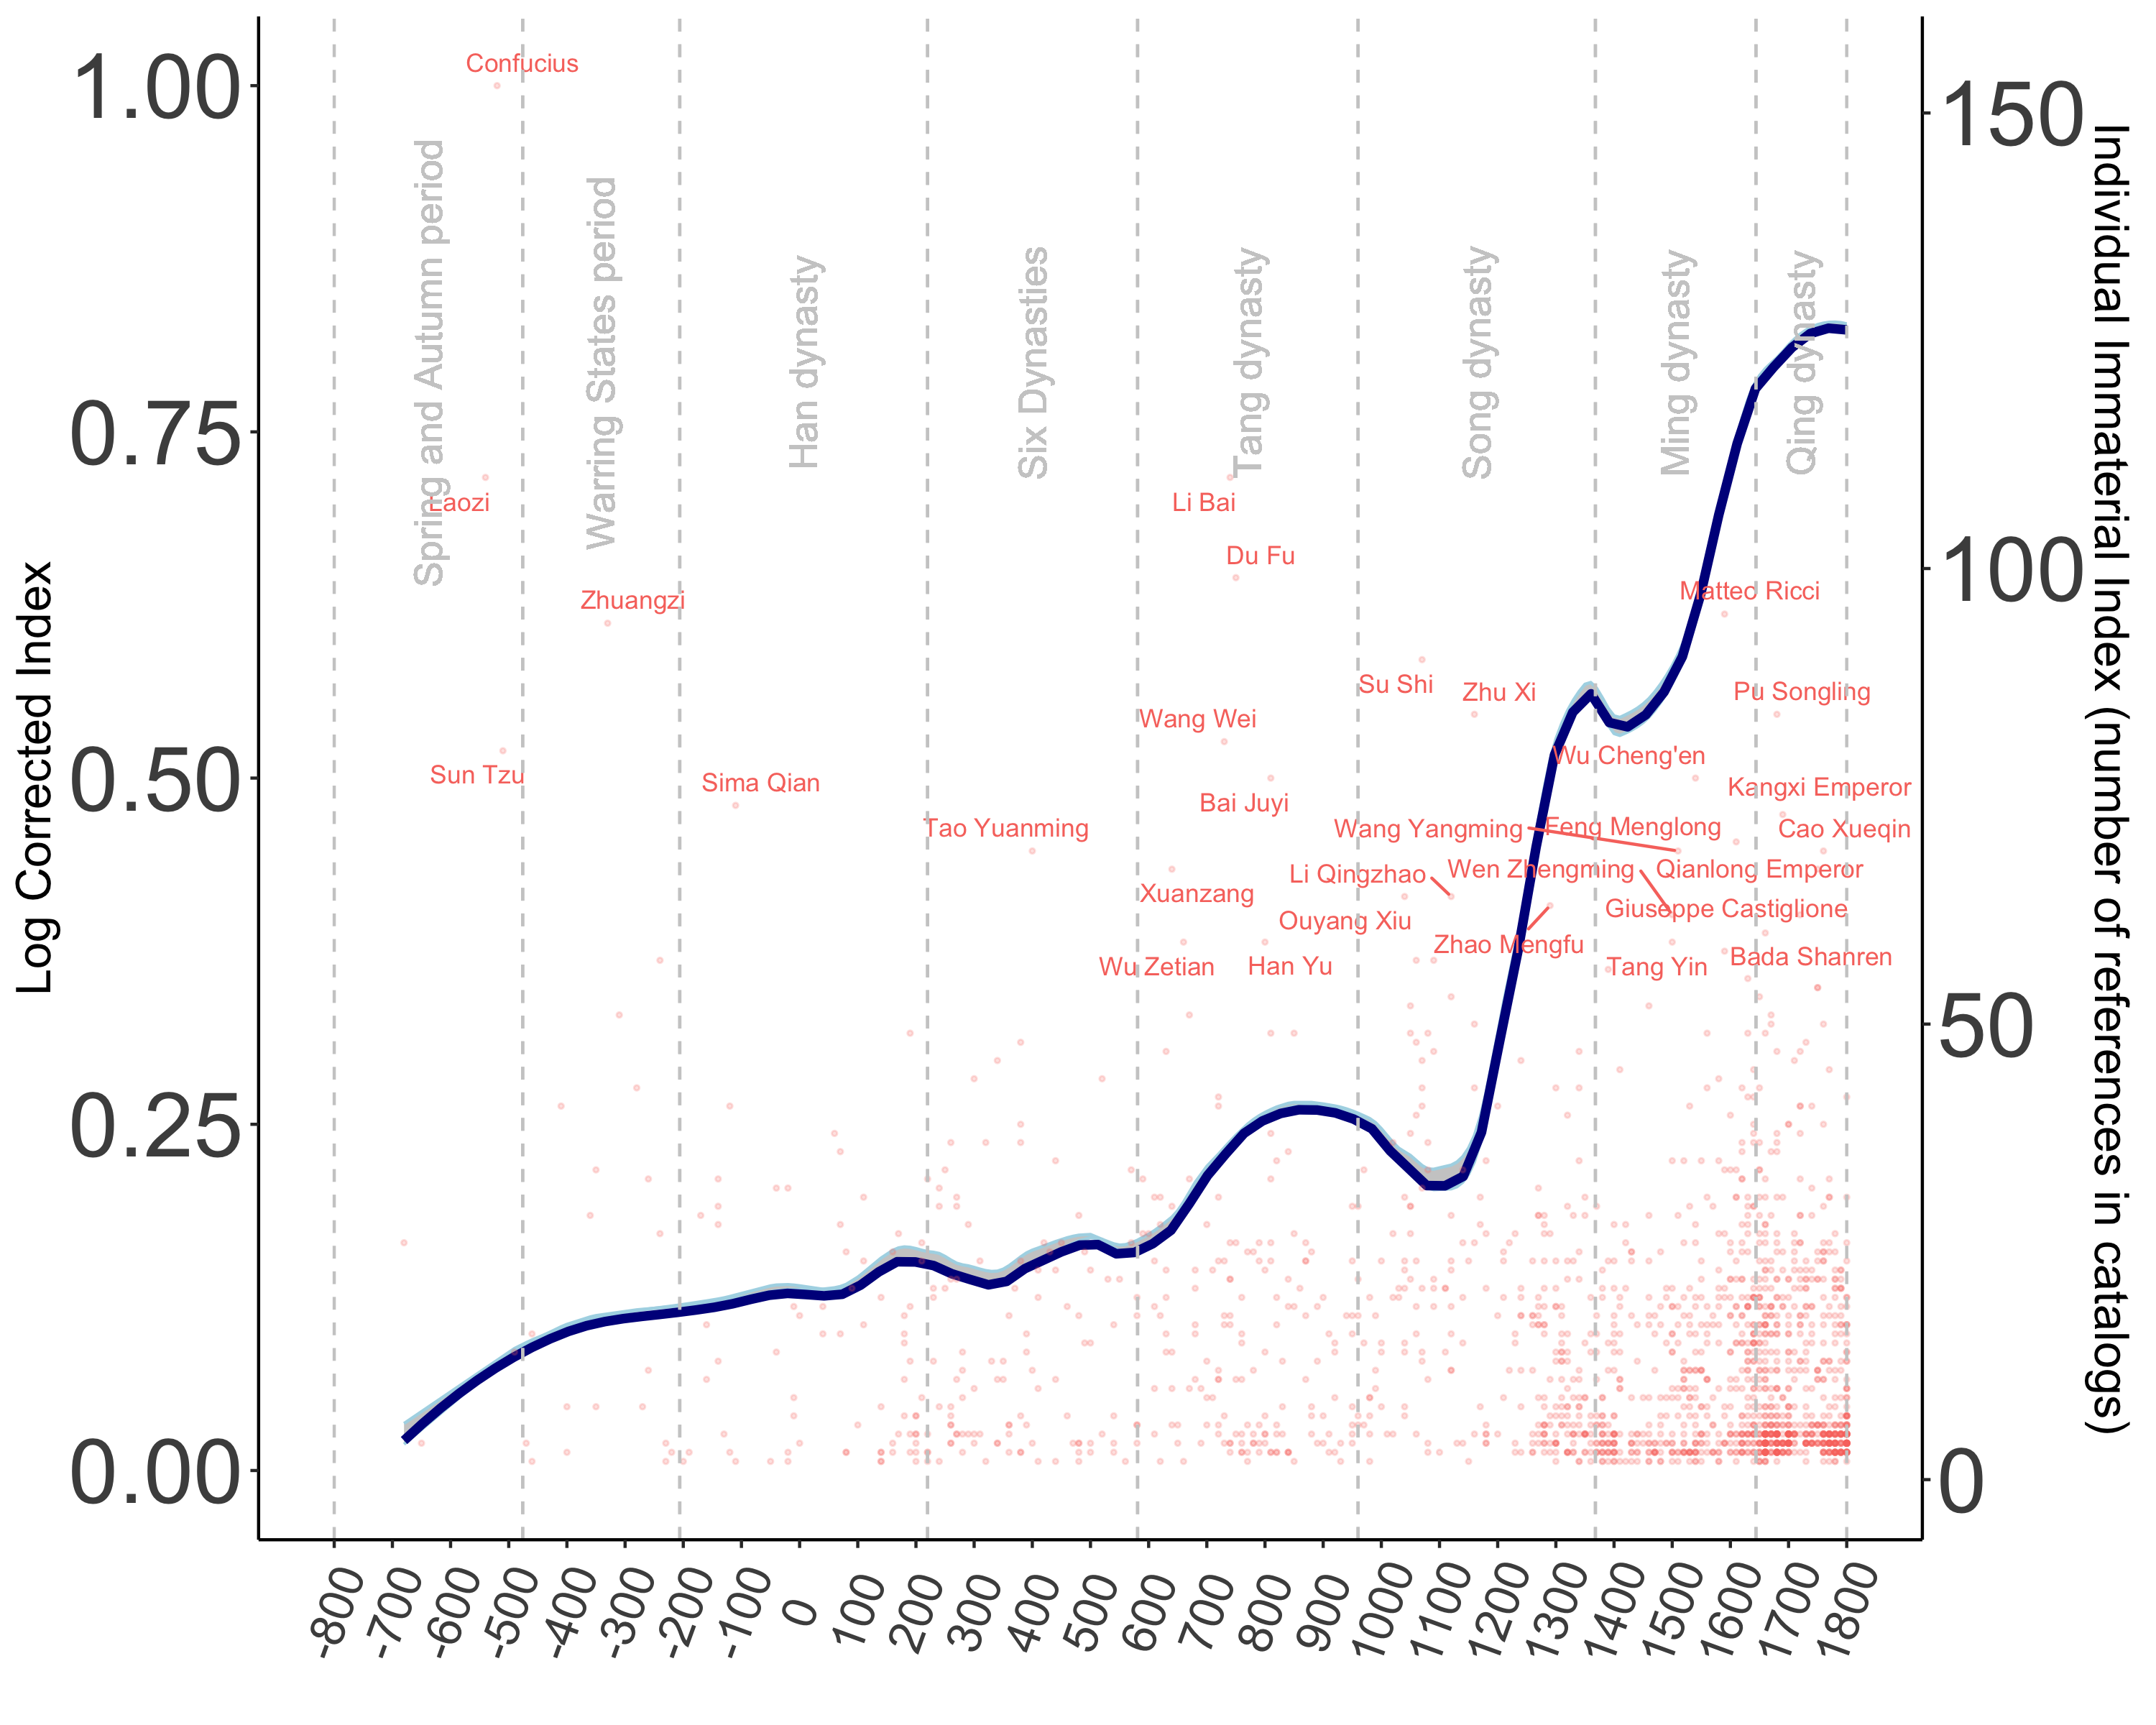 1.00
0.75
0.50
0.25
0.00
Log Corrected Index
150
100
50
0
Individual Immaterial Index (number of references in catalogs)
-800
-700
-600
-500
-400
-300
-200
-100
0
100
200
300
400
500
600
700
800
900
1000
1100
1200
1300
1400
1500
1600
1700
1800
Spring and Autumn period
Warring States period
Han dynasty
Six Dynasties
Tang dynasty
Song dynasty
Ming dynasty
Qing dynasty
Confucius
Laozi
Li Bai
Du Fu
Zhuangzi
Matteo Ricci
Su Shi
Zhu Xi
Pu Songling
Wang Wei
Wu Cheng'en
Sun Tzu
Sima Qian
Bai Juyi
Kangxi Emperor
Tao Yuanming
Wang Yangming
Feng Menglong
Cao Xueqin
Xuanzang
Li Qingzhao
Wen Zhengming
Qianlong Emperor
Ouyang Xiu
Giuseppe Castiglione
Zhao Mengfu
Wu Zetian
Han Yu
Tang Yin
Bada Shanren